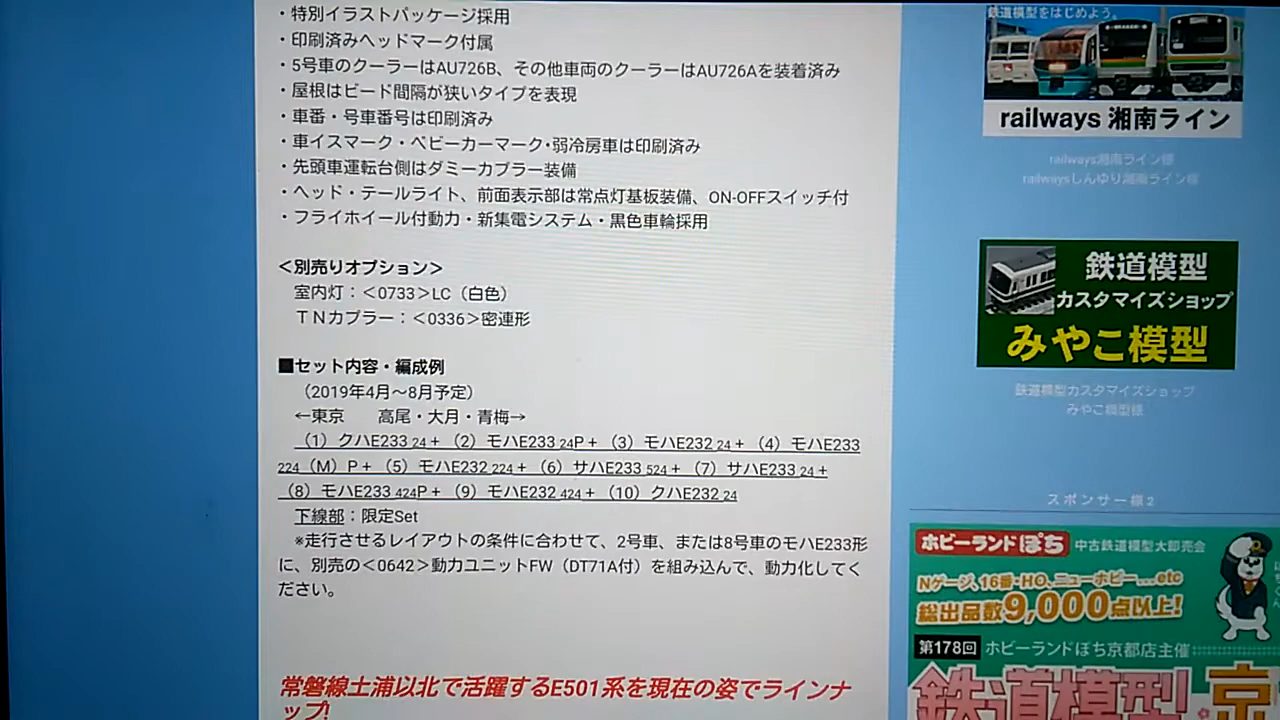 ・特別イラストパッケージ採用
・印刷済みヘッドマーク付属
・5号車のクーラーはAU726B、その他車両のクーラーはAU726Aを装着済み
・屋根はビード間隔が狭いタイプを表現
・車番・号車番号は印刷済み
・車イスマーク・ベビーカーマーク・弱冷房車は印刷済み
・先頭車運転台側はダミーカプラー装備
・ヘッド・テールライト、前面表示部は常点灯基板装備、ON-OFFスイッチ付
・フライホイール付動力・新集電システム・黒色車輪採用
＜別売りオプション＞
室内灯：＜0733＞LC（白色）
ＴＮカプラー：＜0336＞密連形
■セット内容・編成例
（2019年4月～8月予定）
←東京　　高尾・大月・青梅→
（1）クハE233 24＋（2）モハE233 24P＋（3）モハE232 24＋（4）モハE233
224（M）P＋（5）モハE232 224＋（6）サハE233 524＋（7）サハE233 24＋
（8）モハE233 424P＋（9）モハE232 424＋（10）クハE232 24
下線部：限定Set
※走行させるレイアウトの条件に合わせて、2号車、または8号車のモハE233形
に、別売の＜0642＞動力ユニットFW（DT71A付）を組み込んで、動力化してく
ださい。
常磐線土浦以北で活躍するE501系を現在の姿でラインナ
ップ!
鉄道模型をはじめよう。
railways 湘南ライン
railways湘南ライン様
railwaysしんゆり湘南ライン様
鉄道模型
カスタマイズショップ
みやこ模型
鉄道模型カスタマイズショップ
みやこ模型様
スポンサー様2
ホビーランドぽち 中古鉄道模型大卸売会
Nゲージ、16番・HO、ニューホビー…etc
総出品数9,000点以上!
第178回 ホビーランドぽち京都店主催
鉄道模型 京